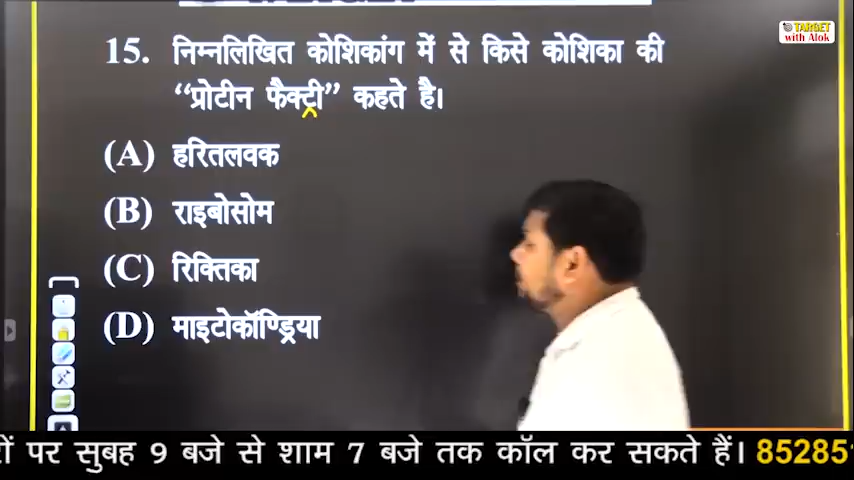 TARGET
with Alok
15. निम्नलिखित कोशिकांग में से किसे कोशिका की
“प्रोटीन फैक्ट्री” कहते है।
(A) हरितलवक
(B) राइबोसोम
(C) रिक्तिका
(D) माइटोकॉण्ड्रिया
पर सुबह 9 बजे से शाम 7 बजे तक कॉल कर सकते हैं। 85285